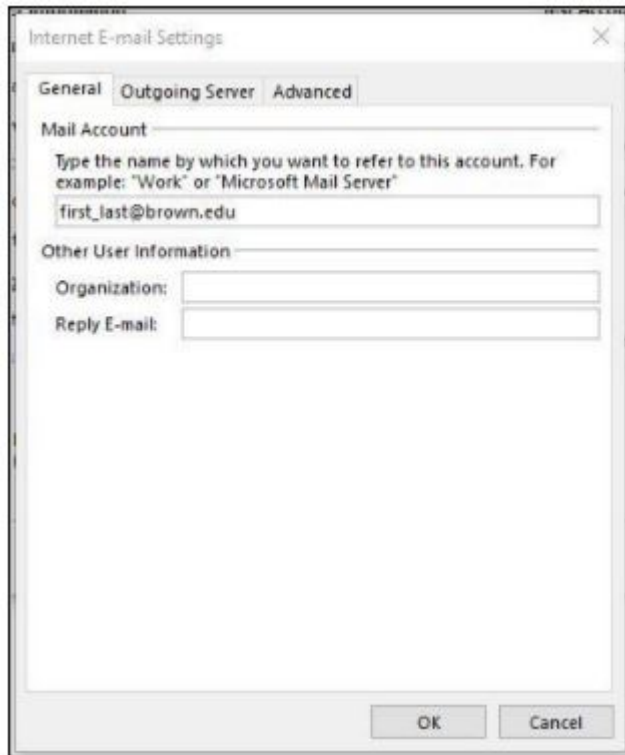 Internet E-mail Settings
General Outgoing Server Advanced
Mail Account
Type the name by which you want to refer to this account. For
example: "Work" or "Microsoft Mail Server"
first_last@brown.edu
Other User Information
Organization:
Reply E-mail:
OK Cancel